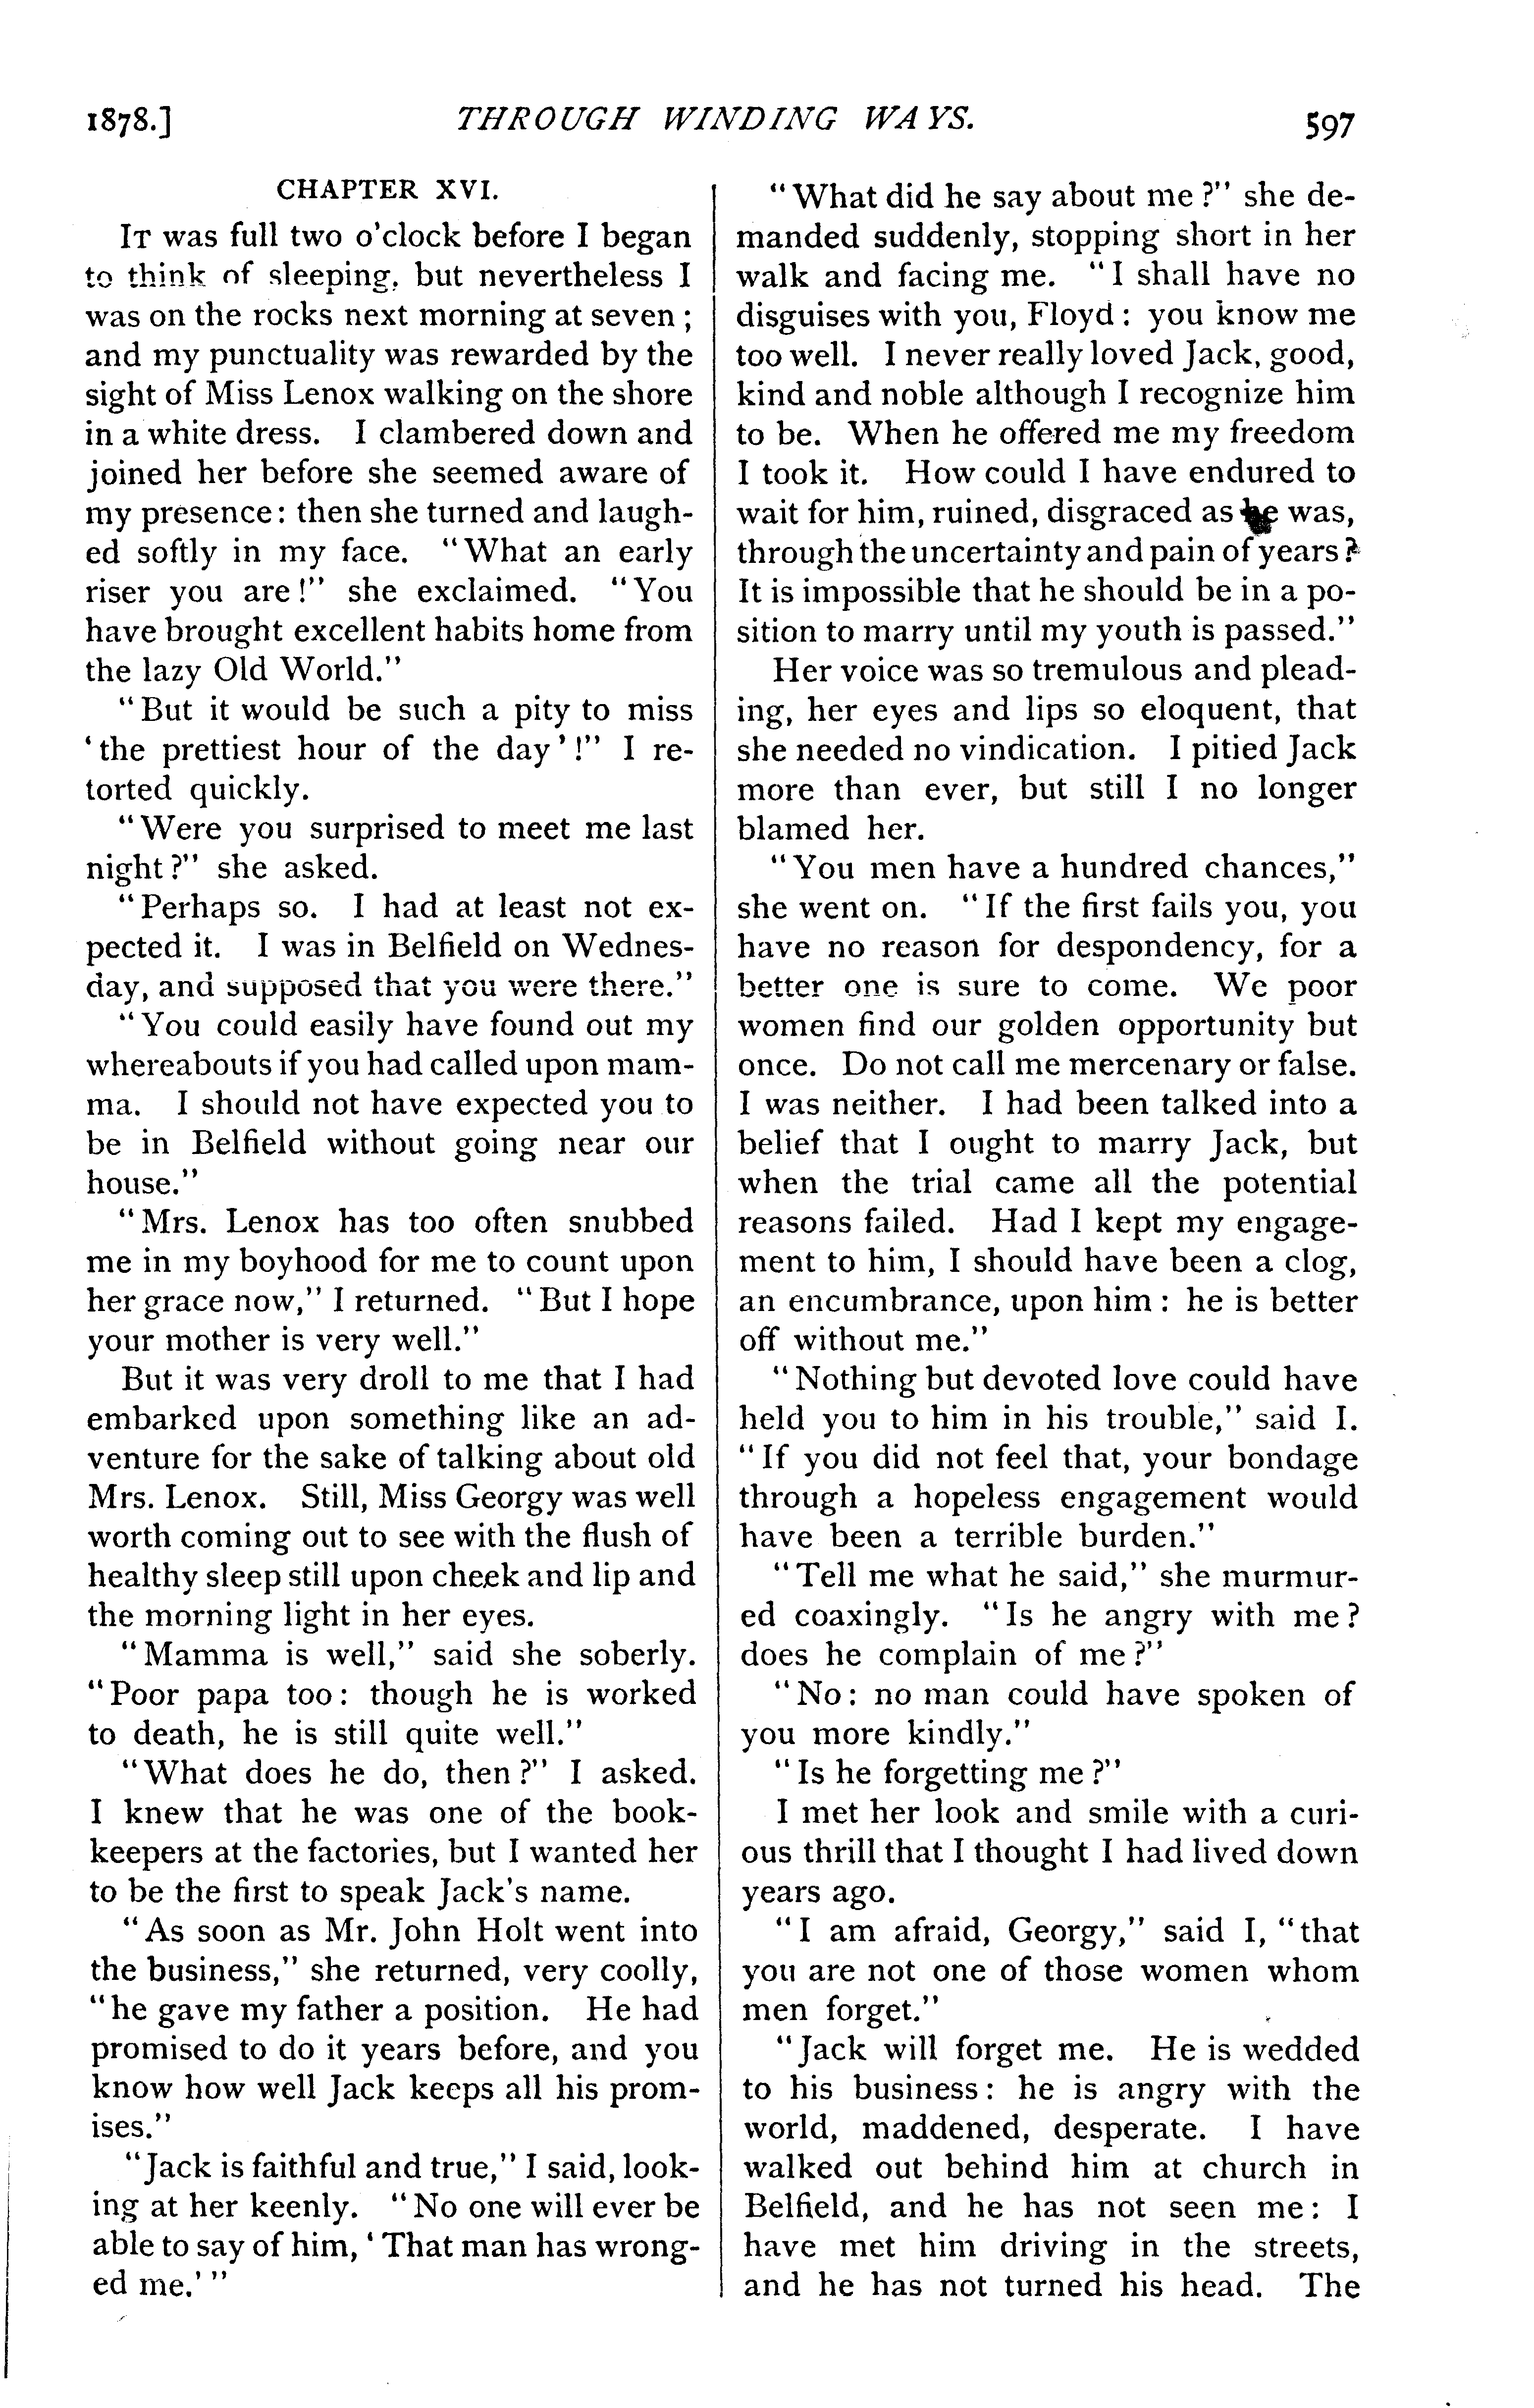 1878.] THROUGH WINDING WAYS. 597
CHAPTER XVI.
IT was full two o'clock before I began
to think of sleeping, but nevertheless I
was on the rocks next morning at seven ;
and my punctuality was rewarded by the
sight of Miss Lenox walking on the shore
in a white dress. I clambered down and
joined her before she seemed aware of
my presence: then she turned and laugh-
ed softly in my face. "What an early
riser you are!" she exclaimed. "You
have brought excellent habits home from
the lazy Old World."
"But it would be such a pity to miss
'the prettiest hour of the day'!" I re-
torted quickly.
"Were you surprised to meet me last
night?" she asked.
"Perhaps so. I had at least not ex-
pected it. I was in Belfield on Wednes-
day, and supposed that you were there."
"You could easily have found out my
whereabouts if you had called upon mam-
ma. I should not have expected you to
be in Belfield without going near our
house."
"Mrs. Lenox has too often snubbed
me in my boyhood for me to count upon
her grace now," I returned. "But I hope
your mother is very well."
But it was very droll to me that I had
embarked upon something like an ad-
venture for the sake of talking about old
Mrs. Lenox. Still, Miss Georgy was well
worth coming out to see with the flush of
healthy sleep still upon cheek and lip and
the morning light in her eyes.
"Mamma is well," said she soberly.
"Poor papa too: though he is worked
to death, he is still quite well."
"What does he do, then?" I asked.
I knew that he was one of the book-
keepers at the factories, but I wanted her
to be the first to speak Jack's name.
"As soon as Mr. John Holt went into
the business," she returned, very coolly,
"he gave my father a position. He had
promised to do it years before, and you
know how well Jack keeps all his prom-
ises."
"Jack is faithful and true," I said, look-
ing at her keenly. "No one will ever be
able to say of him, 'That man has wrong-
ed me.'"
"What did he say about me?" she de-
manded suddenly, stopping short in her
walk and facing me. "I shall have no
disguises with you, Floyd: you know me
too well. I never really loved Jack, good,
kind and noble although I recognize him
to be. When he offered me my freedom
I took it. How could I have endured to
wait for him, ruined, disgraced as he was,
through the uncertainty and pain of years?
It is impossible that he should be in a po-
sition to marry until my youth is passed."
Her voice was so tremulous and plead-
ing, her eyes and lips so eloquent, that
she needed no vindication. I pitied Jack
more than ever, but still I no longer
blamed her.
"You men have a hundred chances,"
she went on. "If the first fails you, you
have no reason for despondency, for a
better one is sure to come. We poor
women find our golden opportunity but
once. Do not call me mercenary or false.
I was neither. I had been talked into a
belief that I ought to marry Jack, but
when the trial came all the potential
reasons failed. Had I kept my engage-
ment to him, I should have been a clog,
an encumbrance, upon him : he is better
off without me."
"Nothing but devoted love could have
held you to him in his trouble," said I.
"If you did not feel that, your bondage
through a hopeless engagement would
have been a terrible burden."
"Tell me what he said," she murmur-
ed coaxingly. "Is he angry with me?
does he complain of me?"
"No: no man could have spoken of
you more kindly."
"Is he forgetting me?"
I met her look and smile with a curi-
ous thrill that I thought I had lived down
years ago.
"I am afraid, Georgy," said I, "that
you are not one of those women whom
men forget."
"Jack will forget me. He is wedded
to his business: he is angry with the
world, maddened, desperate. I have
walked out behind him at church in
Belfield, and he has not seen me: I
have met him driving in the streets,
and he has not turned his head. The